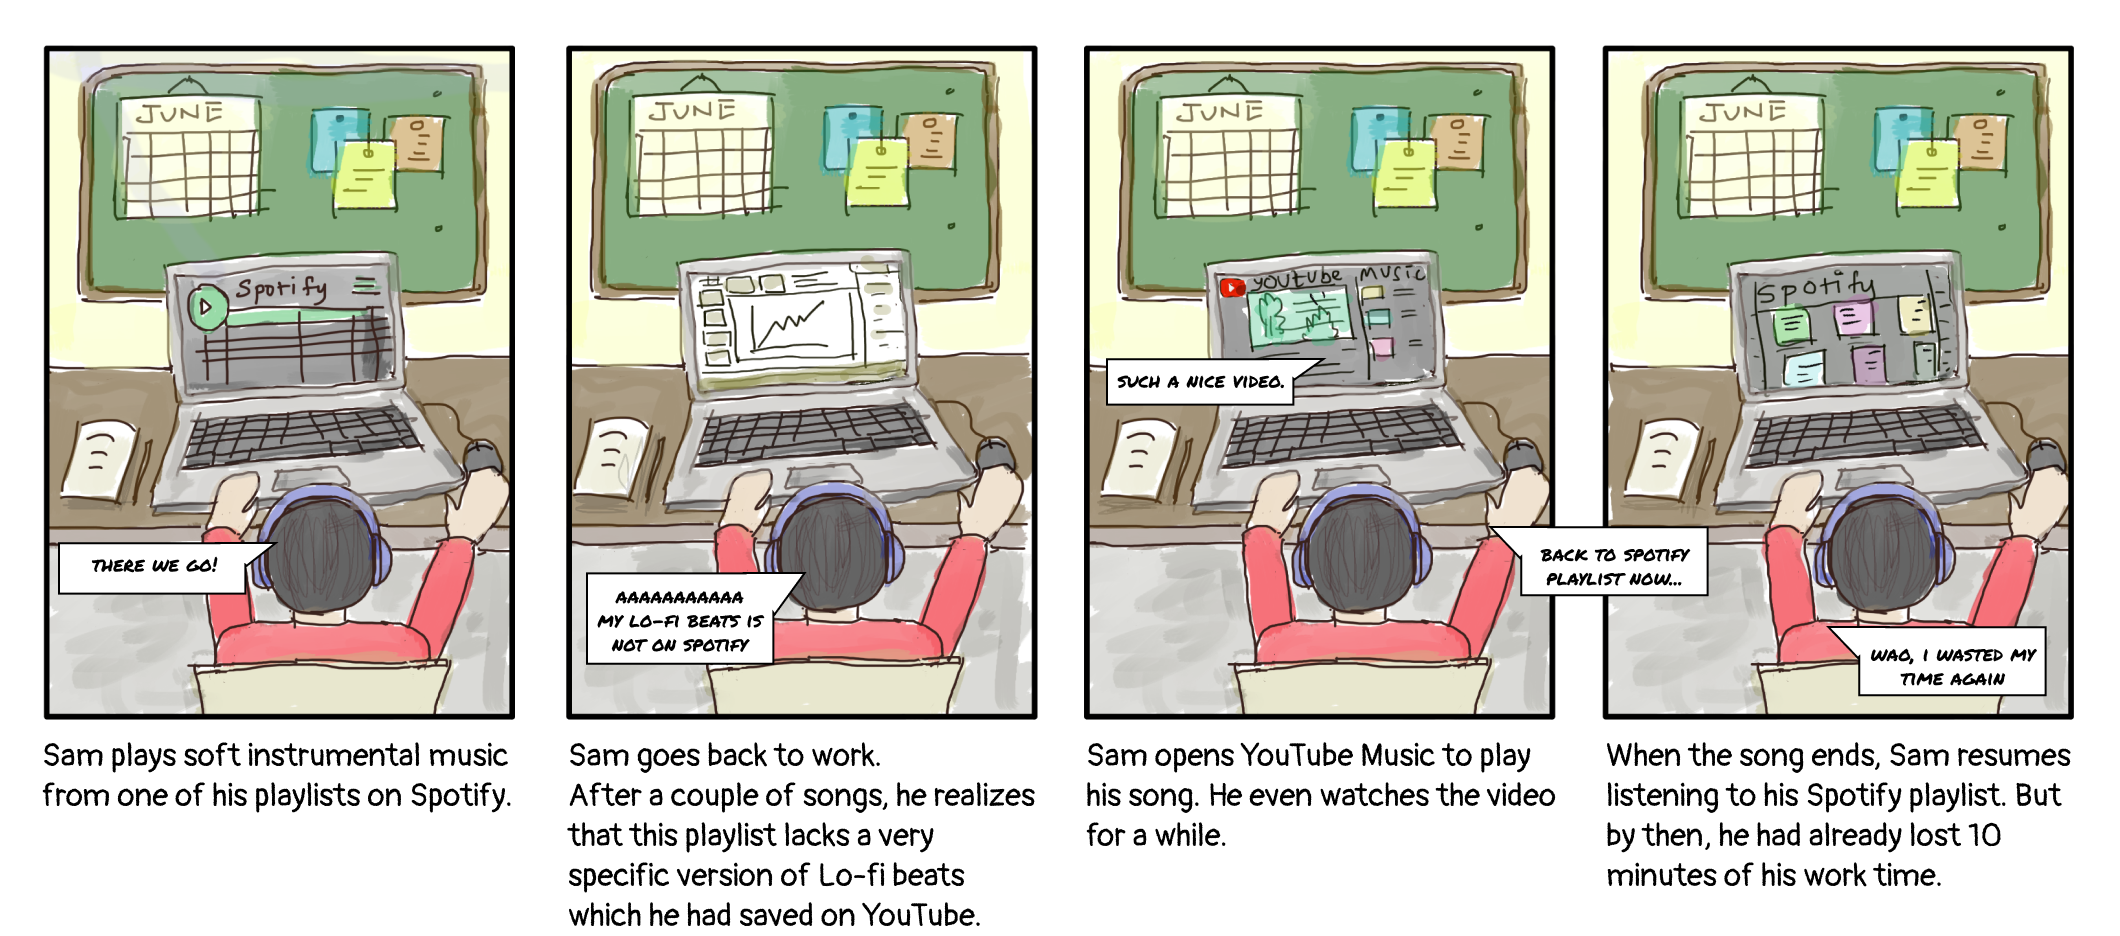 JUNE
Spotify
THERE WE GO!
Sam plays soft instrumental music
from one of his playlists on Spotify.
JUNE
AAAAAAAAAAA
MY LO-FI BEATS IS
NOT ON SPOTIFY
Sam goes back to work.
After a couple of songs, he realizes
that this playlist lacks a very
specific version of Lo-fi beats
which he had saved on YouTube.
JUNE
youtube music
SUCH A NICE VIDEO.
BACK TO SPOTIFY
PLAYLIST NOW...
Sam opens YouTube Music to play
his song. He even watches the video
for a while.
JUNE
spotify
WAO, I WASTED MY
TIME AGAIN
When the song ends, Sam resumes
listening to his Spotify playlist. But
by then, he had already lost 10
minutes of his work time.